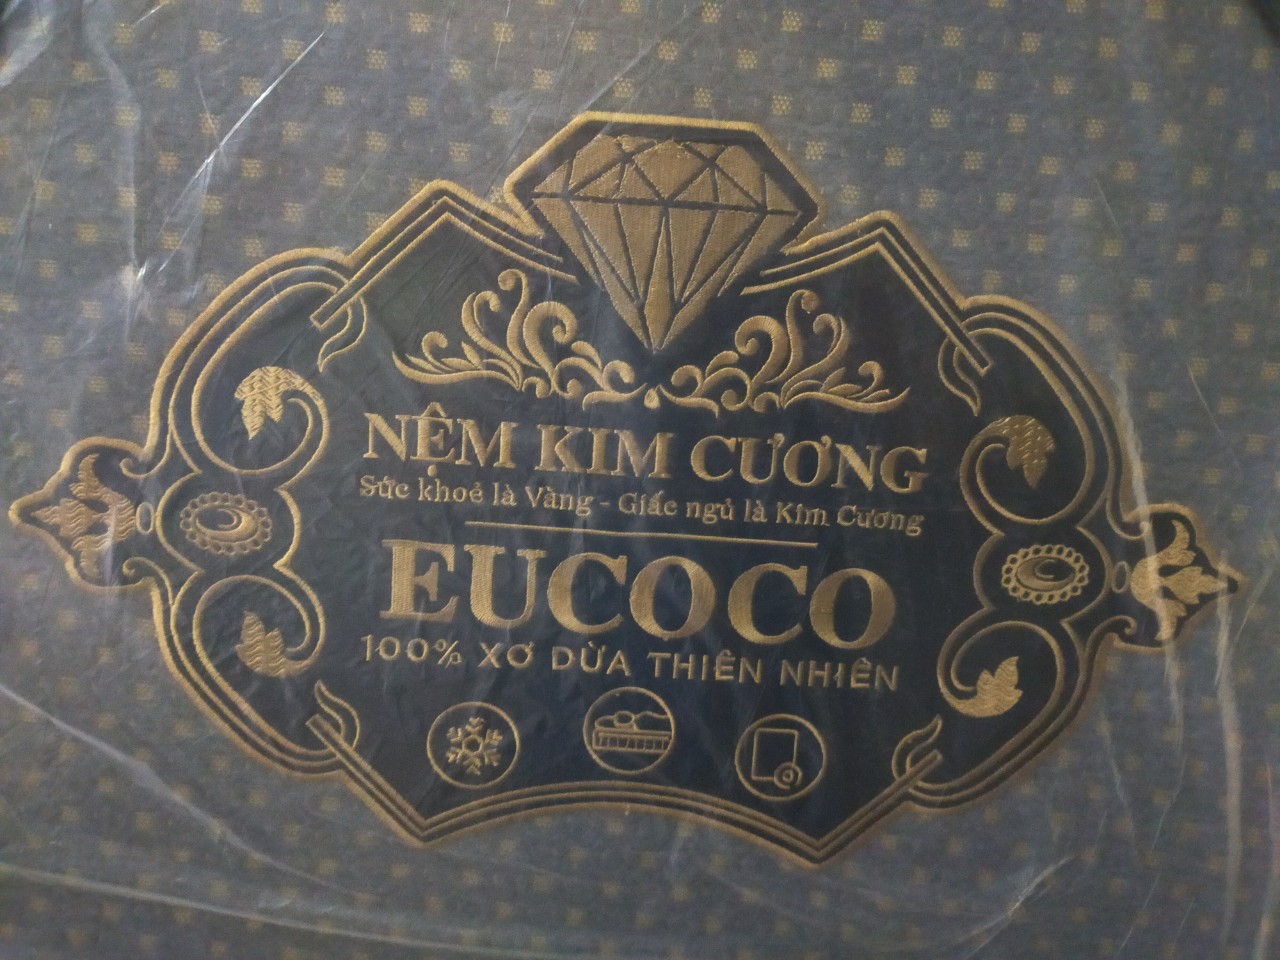 NỆM KIM CƯƠNG
Sức khoẻ là Vàng - Giấc ngủ là Kim Cương
EUCOCO
100% XƠ DỪA THIÊN NHIÊN